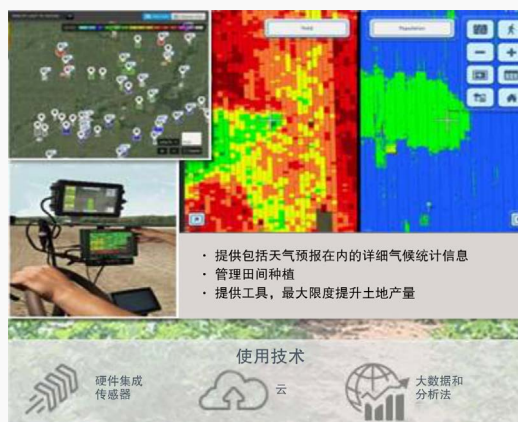 Yield
Population
· 提供包括天气预报在内的详细气候统计信息
· 管理田间种植
· 提供工具，最大限度提升土地产量
使用技术
硬件集成
传感器
云
大数据和
分析法